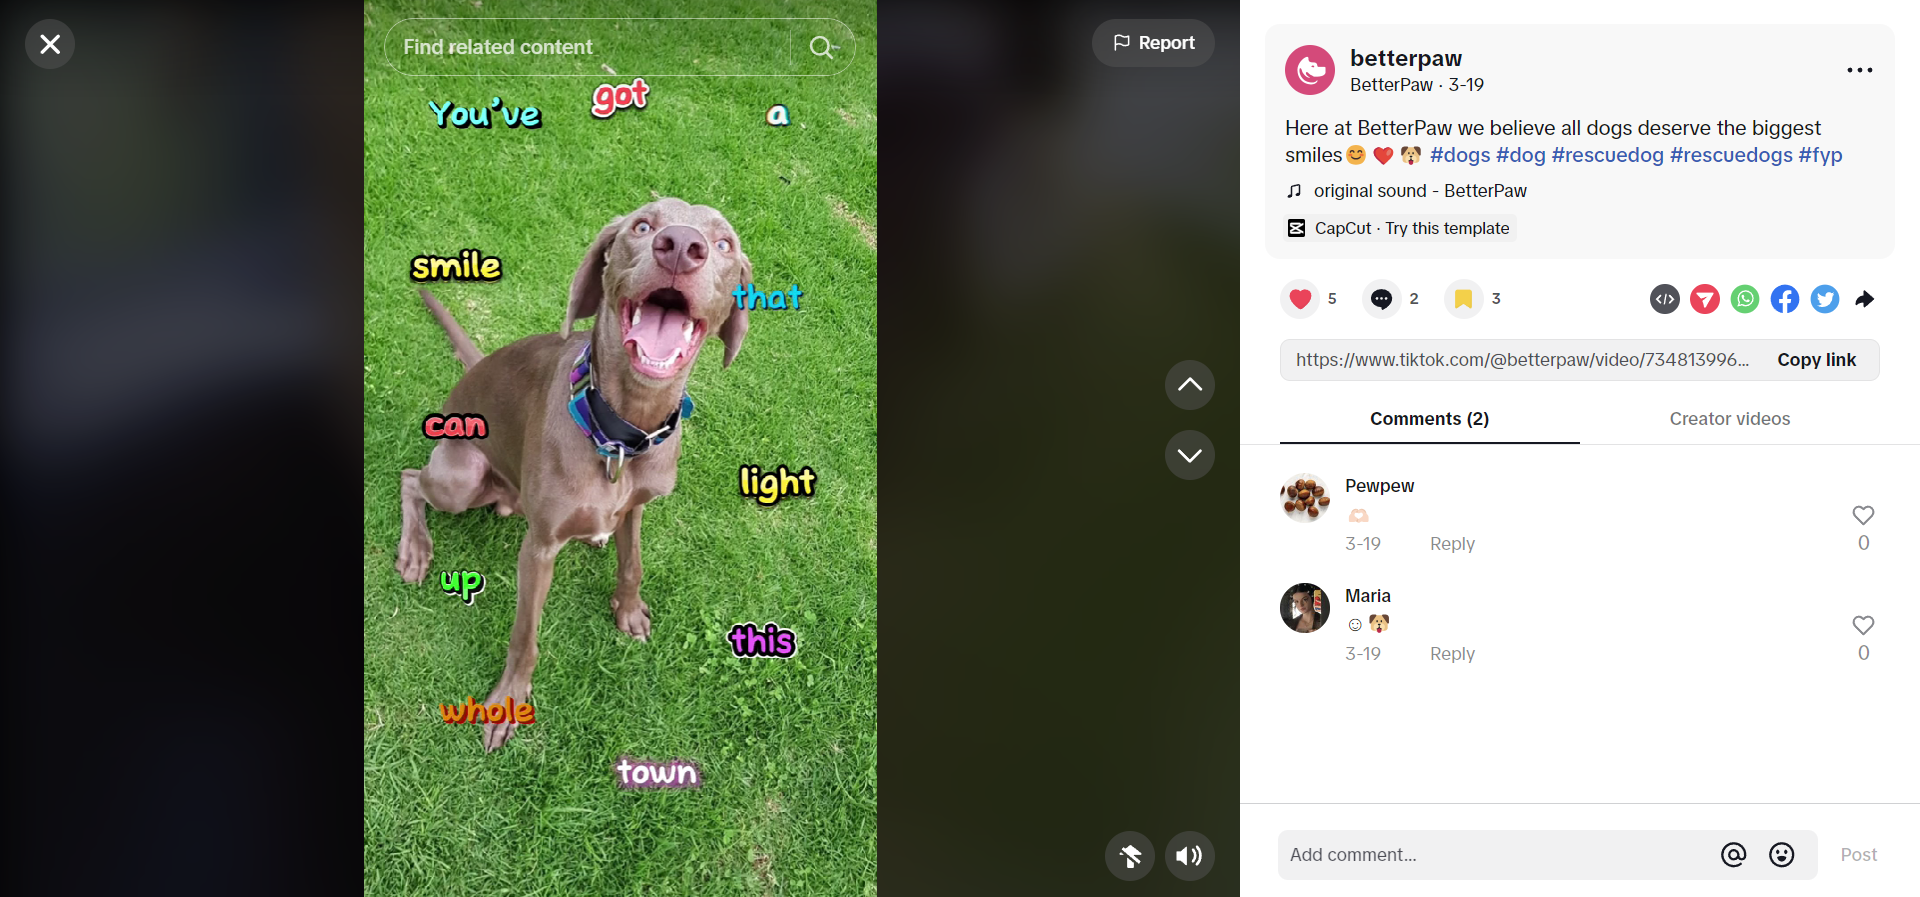 Find related content
Report
You've got a
smile
that
can
light
up
this
whole
town
betterpaw
BetterPaw · 3-19
Here at BetterPaw we believe all dogs deserve the biggest
smiles😊 ❤️ 🐶 #dogs #dog #rescuedog #rescuedogs #fyp
original sound - BetterPaw
CapCut · Try this template
5
2
3
https://www.tiktok.com/@betterpaw/video/734813996...
Copy link
Comments (2)
Creator videos
Pewpew
🫶🏻
3-19 Reply
0
Maria
☺ 🐶
3-19 Reply
0
Add comment...
Post